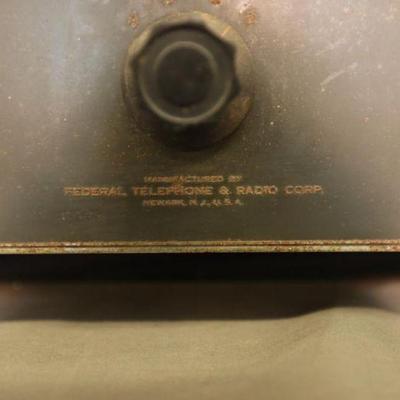 MANUFACTURED BY
FEDERAL TELEPHONE & RADIO CORP.
NEWARK, N. J., U. S. A.